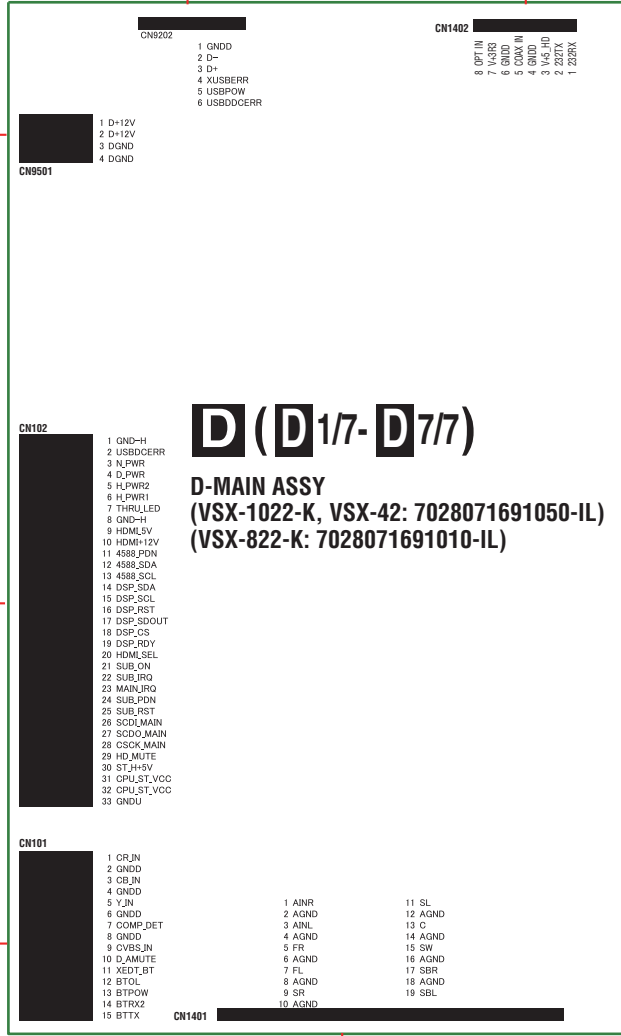 CN9202
1 GNDD
2 D-
3 D+
4 XUSBERR
5 USBPOW
6 USBDDCERR
CN1402
8 OPT IN
7 V+3R3
6 GNDD
5 COAX IN
4 GNDD
3 V+5_HD
2 232TX
1 232RX
1 D+12V
2 D+12V
3 DGND
4 DGND
CN9501
D ( D 1/7- D 7/7)
D-MAIN ASSY
(VSX-1022-K, VSX-42: 7028071691050-IL)
(VSX-822-K: 7028071691010-IL)
CN102
1 GND-H
2 USBDCERR
3 N_PWR
4 D_PWR
5 H_PWR2
6 H_PWR1
7 THRU_LED
8 GND-H
9 HDMI_5V
10 HDMI+12V
11 4588_PDN
12 4588_SDA
13 4588_SCL
14 DSP_SDA
15 DSP_SCL
16 DSP_RST
17 DSP_SDOUT
18 DSP_CS
19 DSP_RDY
20 HDMI_SEL
21 SUB_ON
22 SUB_IRQ
23 MAIN_IRQ
24 SUB_PDN
25 SUB_RST
26 SCDI_MAIN
27 SCDO_MAIN
28 CSCK_MAIN
29 HD_MUTE
30 ST_H+5V
31 CPU_ST_VCC
32 CPU_ST_VCC
33 GNDU
CN101
1 CR_IN
2 GNDD
3 CB_IN
4 GNDD
5 Y_IN
6 GNDD
7 COMP_DET
8 GNDD
9 CVBS_IN
10 D_AMUTE
11 XEDT_BT
12 BTOL
13 BTPOW
14 BTRX2
15 BTTX
1 AINR
2 AGND
3 AINL
4 AGND
5 FR
6 AGND
7 FL
8 AGND
9 SR
10 AGND
11 SL
12 AGND
13 C
14 AGND
15 SW
16 AGND
17 SBR
18 AGND
19 SBL
CN1401